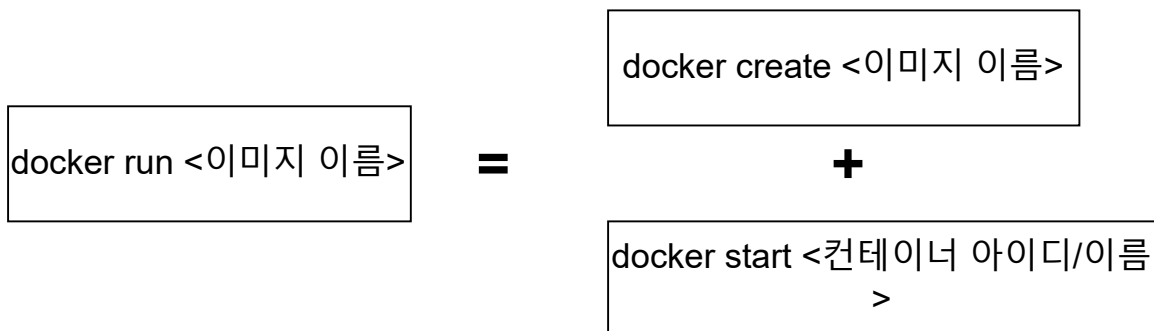 docker create <이미지 이름>
docker run <이미지 이름>
=
+
docker start <컨테이너 아이디/이름
>